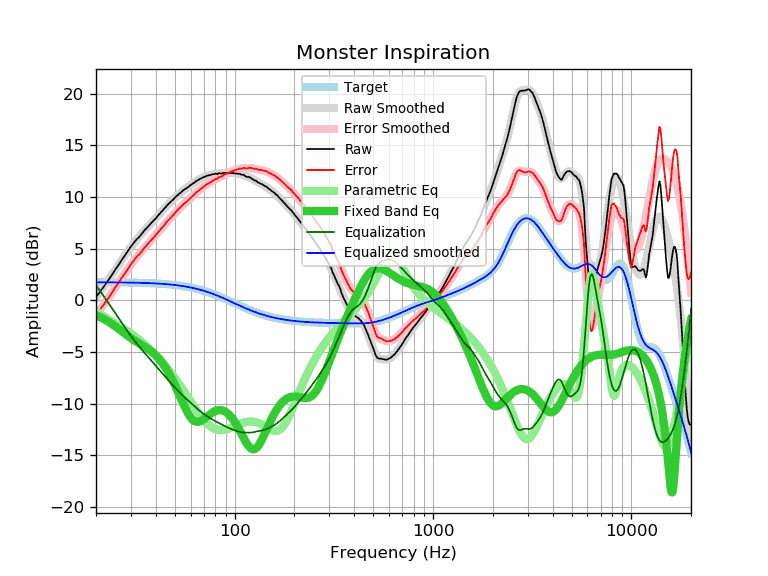 Monster Inspiration
Target
Raw Smoothed
Error Smoothed
Raw
Error
Parametric Eq
Fixed Band Eq
Equalization
Equalized smoothed
Amplitude (dBr)
20
15
10
5
0
−5
−10
−15
−20
100
1000
10000
Frequency (Hz)